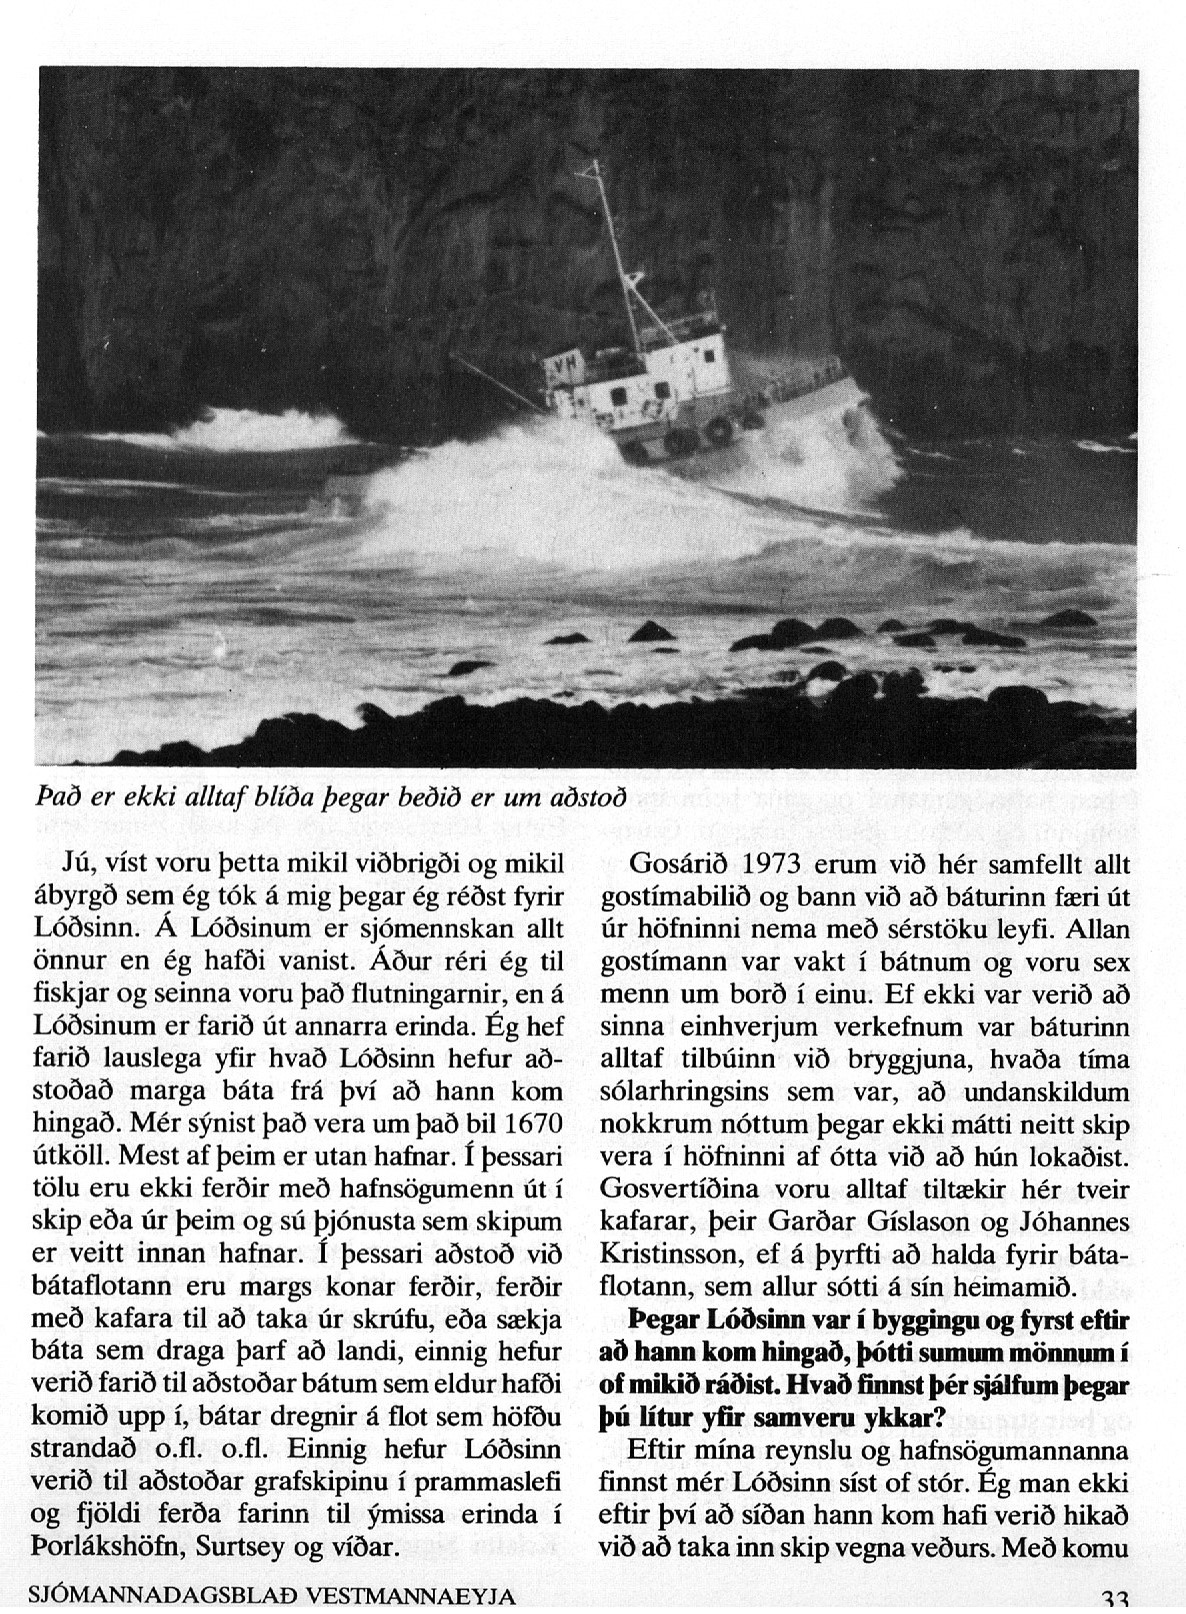 VH
Það er ekki alltaf blíða þegar beðið er um aðstoð
Jú, víst voru þetta mikil viðbrigði og mikil
ábyrgð sem ég tók á mig þegar ég réðst fyrir
Lóðsinn. Á Lóðsinum er sjómennskan allt
önnur en ég hafði vanist. Áður réri ég til
fiskjar og seinna voru það flutningarnir, en á
Lóðsinum er farið út annarra erinda. Ég hef
farið lauslega yfir hvað Lóðsinn hefur að-
stoðað marga báta frá því að hann kom
hingað. Mér sýnist það vera um það bil 1670
útköll. Mest af þeim er utan hafnar. Í þessari
tölu eru ekki ferðir með hafnsögumenn út í
skip eða úr þeim og sú þjónusta sem skipum
er veitt innan hafnar. Í þessari aðstoð við
bátaflotann eru margs konar ferðir, ferðir
með kafara til að taka úr skrúfu, eða sækja
báta sem draga þarf að landi, einnig hefur
verið farið til aðstoðar bátum sem eldur hafði
komið upp í, bátar dregnir á flot sem höfðu
strandað o.fl. o.fl. Einnig hefur Lóðsinn
verið til aðstoðar grafskipinu í prammaslefi
og fjöldi ferða farinn til ýmissa erinda í
Þorlákshöfn, Surtsey og víðar.
Gosárið 1973 erum við hér samfellt allt
gostímabilið og bann við að báturinn færi út
úr höfninni nema með sérstöku leyfi. Allan
gostímann var vakt í bátnum og voru sex
menn um borð í einu. Ef ekki var verið að
sinna einhverjum verkefnum var báturinn
alltaf tilbúinn við bryggjuna, hvaða tíma
sólarhringsins sem var, að undanskildum
nokkrum nóttum þegar ekki mátti neitt skip
vera í höfninni af ótta við að hún lokaðist.
Gosvertíðina voru alltaf tiltækir hér tveir
kafarar, þeir Garðar Gíslason og Jóhannes
Kristinsson, ef á þyrfti að halda fyrir báta-
flotann, sem allur sótti á sín heimamið.
Þegar Lóðsinn var í byggingu og fyrst eftir
að hann kom hingað, þótti sumum mönnum í
of mikið ráðist. Hvað finnst þér sjálfum þegar
þú lítur yfir samveru ykkar?
Eftir mína reynslu og hafnsögumannanna
finnst mér Lóðsinn síst of stór. Ég man ekki
eftir því að síðan hann kom hafi verið hikað
við að taka inn skip vegna veðurs. Með komu
SJÓMANNADAGSBLAÐ VESTMANNAEYJA
33